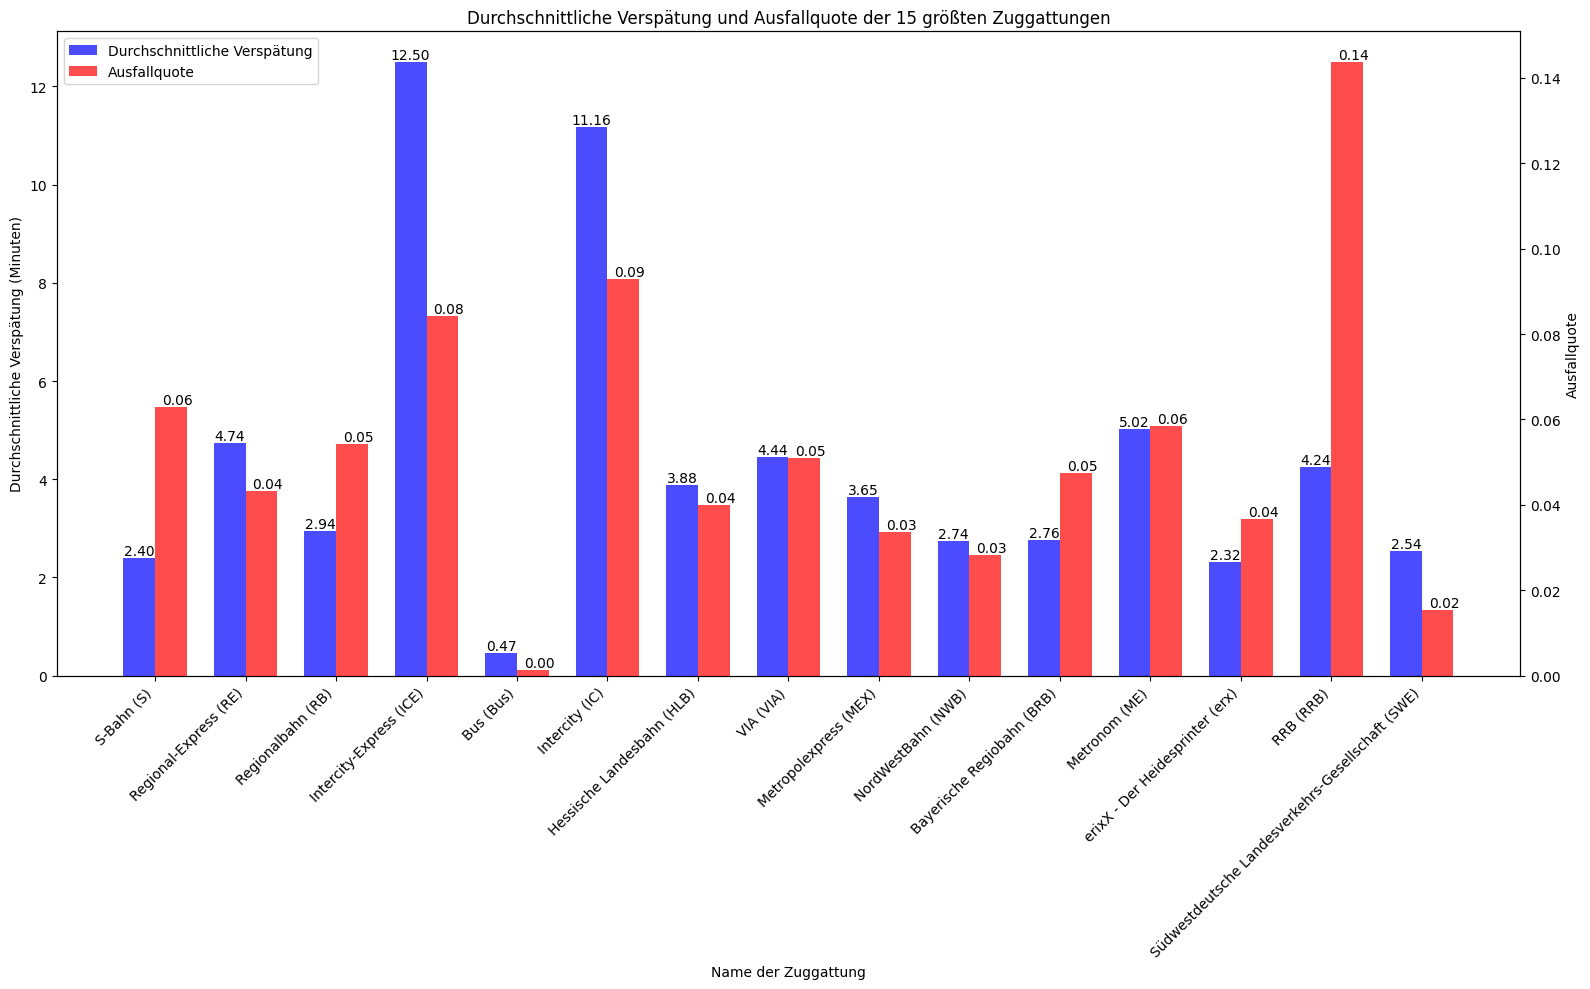 Durchschnittliche Verspätung und Ausfallquote der 15 größten Zuggattungen
Durchschnittliche Verspätung
Ausfallquote
Durchschnittliche Verspätung (Minuten)
12
10
8
6
4
2
0
2.40
0.06
4.74
0.04
2.94
0.05
12.50
0.08
0.47
0.00
11.16
0.09
3.88
0.04
4.44
0.05
3.65
0.03
2.74
0.03
2.76
0.05
5.02
0.06
2.32
0.04
4.24
0.14
2.54
0.02
0.14
0.12
0.10
0.08
0.06
0.04
0.02
0.00
Ausfallquote
S-Bahn (S)
Regional-Express (RE)
Regionalbahn (RB)
Intercity-Express (ICE)
Bus (Bus)
Intercity (IC)
Hessische Landesbahn (HLB)
VIA (VIA)
Metropolexpress (MEX)
NordWestBahn (NWB)
Bayerische Regiobahn (BRB)
Metronom (ME)
erixX - Der Heidesprinter (erx)
RRB (RRB)
Südwestdeutsche Landesverkehrs-Gesellschaft (SWE)
Name der Zuggattung